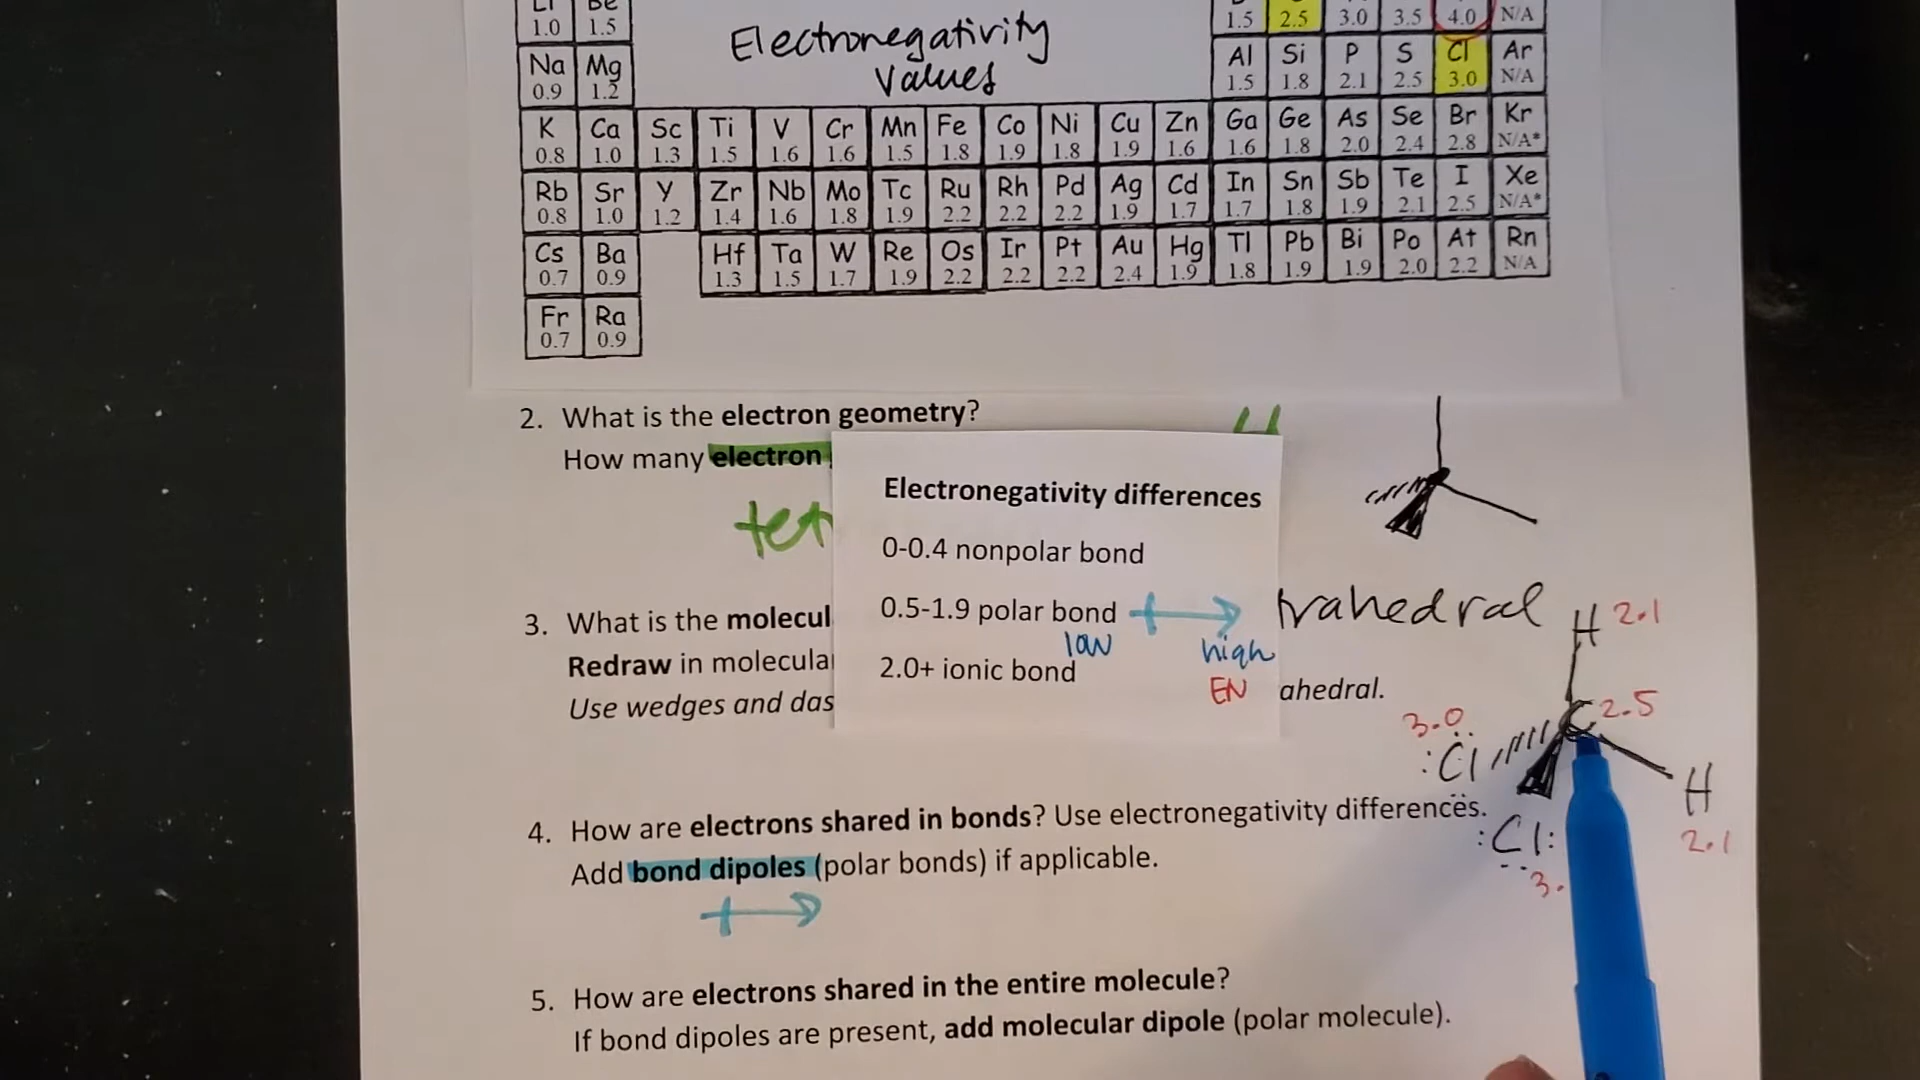 Li Be
1.0 1.5 1.5 2.5 3.0 3.5 4.0 N/A
Electronegativity
Values
Na Mg Al Si P S Cl Ar
0.9 1.2 1.5 1.8 2.1 2.5 3.0 N/A
K Ca Sc Ti V Cr Mn Fe Co Ni Cu Zn Ga Ge As Se Br Kr
0.8 1.0 1.3 1.5 1.6 1.6 1.5 1.8 1.9 1.8 1.9 1.6 1.6 1.8 2.0 2.4 2.8 N/A*
Rb Sr Y Zr Nb Mo Tc Ru Rh Pd Ag Cd In Sn Sb Te I Xe
0.8 1.0 1.2 1.4 1.6 1.8 1.9 2.2 2.2 2.2 1.9 1.7 1.7 1.8 1.9 2.1 2.5 N/A*
Cs Ba Hf Ta W Re Os Ir Pt Au Hg Tl Pb Bi Po At Rn
0.7 0.9 1.3 1.5 1.7 1.9 2.2 2.2 2.2 2.4 1.9 1.8 1.9 1.9 2.0 2.2 N/A
Fr Ra
0.7 0.9
2. What is the electron geometry?
How many electron
tet
Electronegativity differences
0-0.4 nonpolar bond
0.5-1.9 polar bond
low high
2.0+ ionic bond
EN
3. What is the molecul
trahedral
Redraw in molecula
Use wedges and das
ahedral.
H 2.1
C 2.5
3.0
:Cl
H
2.1
:Cl:
3.
4. How are electrons shared in bonds? Use electronegativity differences.
Add bond dipoles (polar bonds) if applicable.
5. How are electrons shared in the entire molecule?
If bond dipoles are present, add molecular dipole (polar molecule).